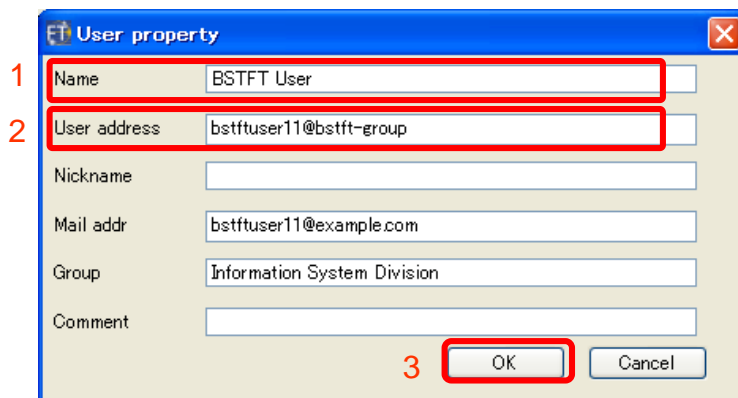 FT User property
1 Name BSTFT User
2 User address bstftuser11@bstft-group
Nickname
Mail addr bstftuser11@example.com
Group Information System Division
Comment
3 OK Cancel